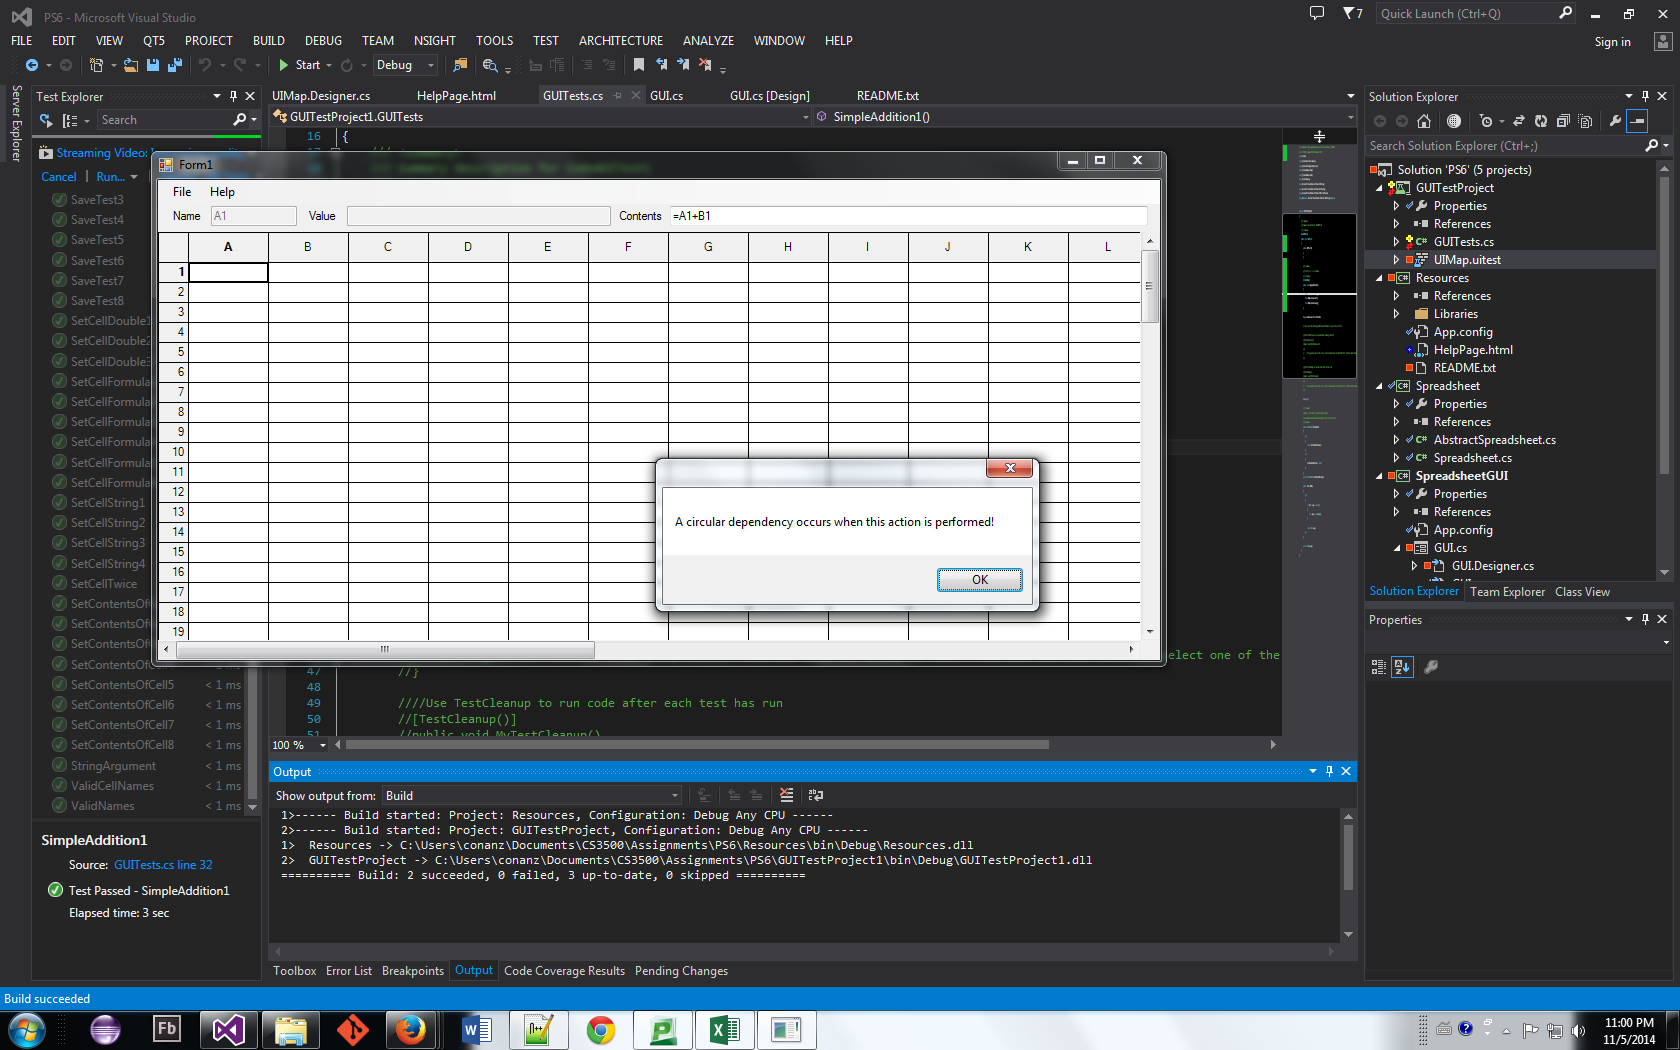 PS6 - Microsoft Visual Studio
7
Quick Launch (Ctrl+Q)
FILE EDIT VIEW QT5 PROJECT BUILD DEBUG TEAM NSIGHT TOOLS TEST ARCHITECTURE ANALYZE WINDOW HELP
Sign in
Start Debug
Server Explorer
Test Explorer
Search
Streaming Video:
Cancel | Run...
SaveTest3
SaveTest4
SaveTest5
SaveTest6
SaveTest7
SaveTest8
SetCellDouble1
SetCellDouble2
SetCellDouble3
SetCellFormula
SetCellFormula
SetCellFormula
SetCellFormula
SetCellFormula
SetCellFormula
SetCellString1
SetCellString2
SetCellString3
SetCellString4
SetCellTwice
SetContentsOf
SetContentsOf
SetContentsOf
SetContentsOf
SetContentsOfCell5 < 1 ms
SetContentsOfCell6 < 1 ms
SetContentsOfCell7 < 1 ms
SetContentsOfCell8 < 1 ms
StringArgument < 1 ms
ValidCellNames < 1 ms
ValidNames < 1 ms
SimpleAddition1
Source: GUITests.cs line 32
Test Passed - SimpleAddition1
Elapsed time: 3 sec
UIMap.Designer.cs HelpPage.html GUITests.cs GUI.cs GUI.cs [Design] README.txt
GUITestProject1.GUITests SimpleAddition1()
16 {
Form1
File Help
Name A1 Value Contents =A1+B1
A B C D E F G H I J K L
1
2
3
4
5
6
7
8
9
10
11
12
13
14
15
16
17
18
19
A circular dependency occurs when this action is performed!
OK
elect one of the
47 //}
48
49 ////Use TestCleanup to run code after each test has run
50 //[TestCleanup()]
51 //public void MyTestCleanup()
100 %
Output
Show output from: Build
1>------ Build started: Project: Resources, Configuration: Debug Any CPU ------
2>------ Build started: Project: GUITestProject, Configuration: Debug Any CPU ------
1>  Resources -> C:\Users\conanz\Documents\CS3500\Assignments\PS6\Resources\bin\Debug\Resources.dll
2>  GUITestProject -> C:\Users\conanz\Documents\CS3500\Assignments\PS6\GUITestProject1\bin\Debug\GUITestProject1.dll
========== Build: 2 succeeded, 0 failed, 3 up-to-date, 0 skipped ==========
Toolbox Error List Breakpoints Output Code Coverage Results Pending Changes
Solution Explorer
Search Solution Explorer (Ctrl+;)
Solution 'PS6' (5 projects)
GUITestProject
Properties
References
C# GUITests.cs
UIMap.uitest
C# Resources
References
Libraries
App.config
HelpPage.html
README.txt
C# Spreadsheet
Properties
References
C# AbstractSpreadsheet.cs
C# Spreadsheet.cs
C# SpreadsheetGUI
Properties
References
App.config
GUI.cs
GUI.Designer.cs
Solution Explorer Team Explorer Class View
Properties
Build succeeded
Fb
11:00 PM
11/5/2014